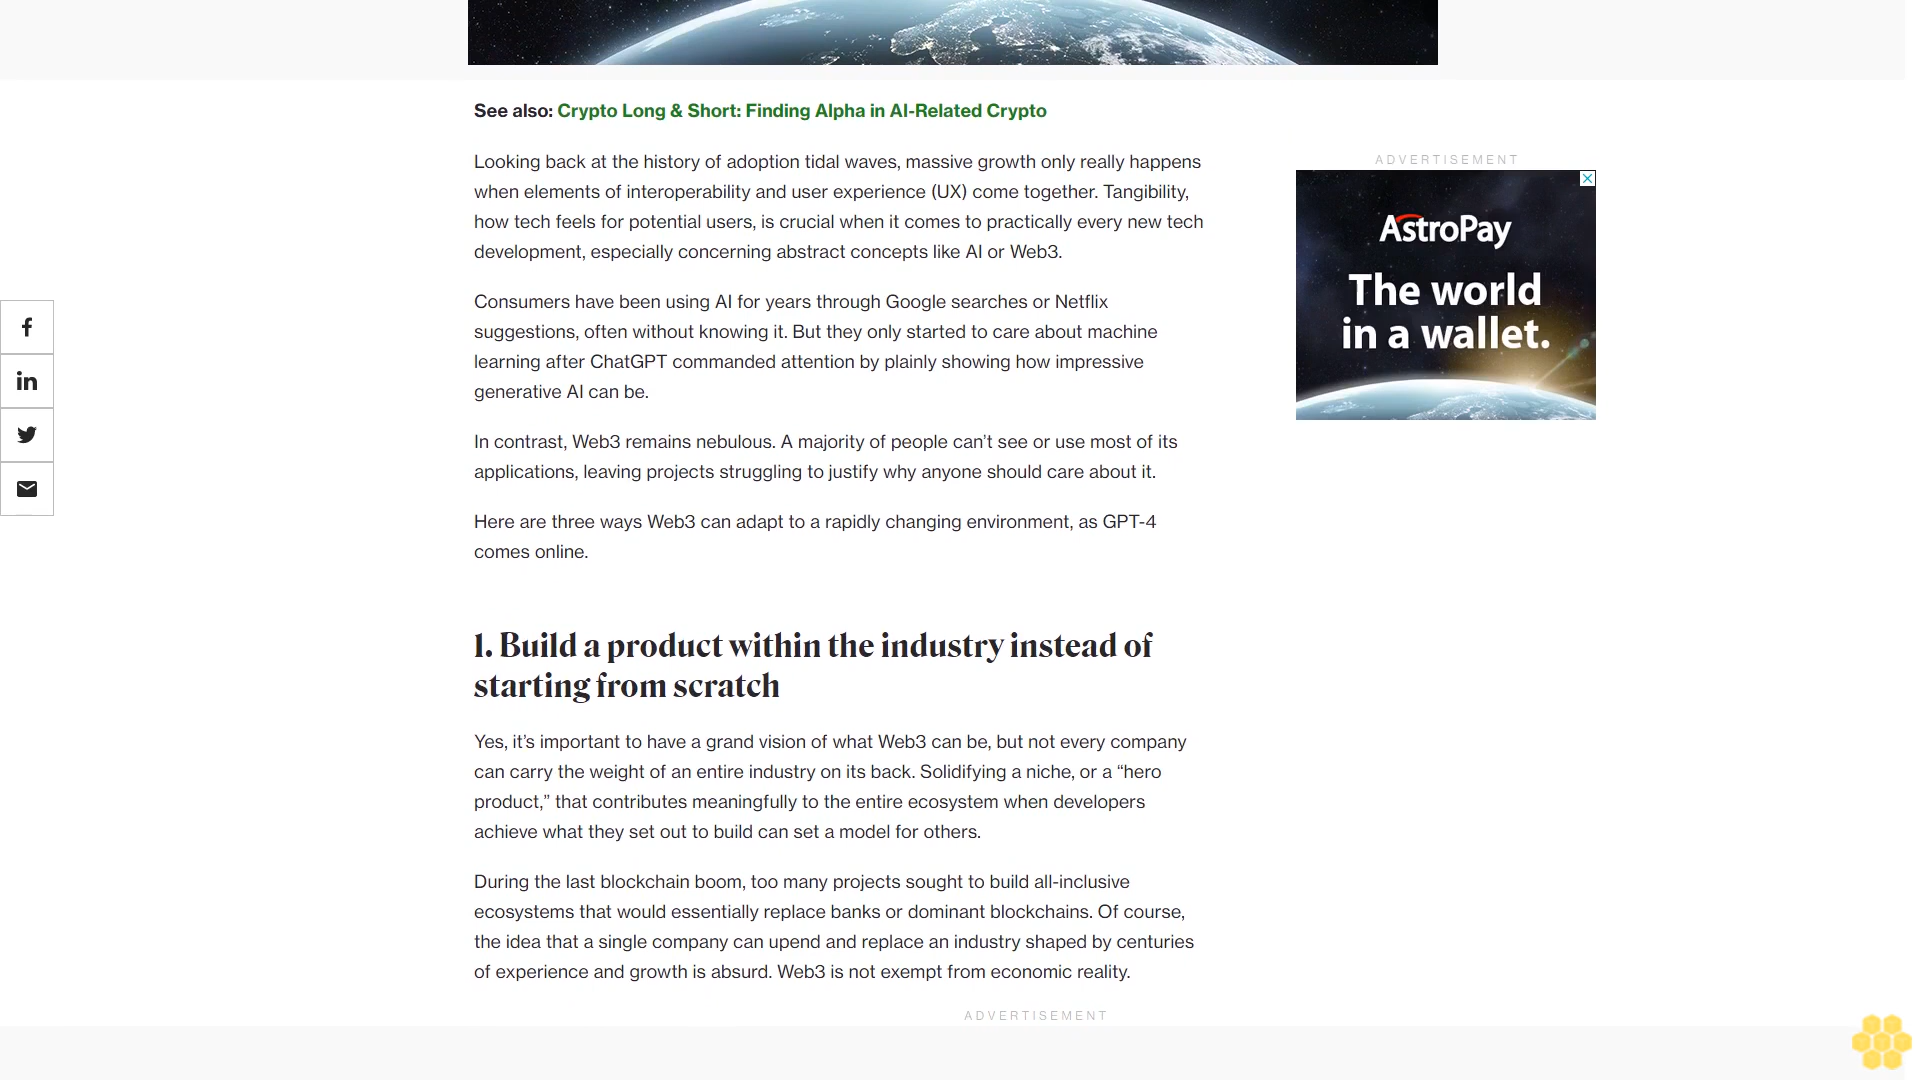 See also: Crypto Long & Short: Finding Alpha in AI-Related Crypto
Looking back at the history of adoption tidal waves, massive growth only really happens
when elements of interoperability and user experience (UX) come together. Tangibility,
how tech feels for potential users, is crucial when it comes to practically every new tech
development, especially concerning abstract concepts like AI or Web3.
Consumers have been using AI for years through Google searches or Netflix
suggestions, often without knowing it. But they only started to care about machine
learning after ChatGPT commanded attention by plainly showing how impressive
generative AI can be.
In contrast, Web3 remains nebulous. A majority of people can’t see or use most of its
applications, leaving projects struggling to justify why anyone should care about it.
Here are three ways Web3 can adapt to a rapidly changing environment, as GPT-4
comes online.
1. Build a product within the industry instead of
starting from scratch
Yes, it’s important to have a grand vision of what Web3 can be, but not every company
can carry the weight of an entire industry on its back. Solidifying a niche, or a “hero
product,” that contributes meaningfully to the entire ecosystem when developers
achieve what they set out to build can set a model for others.
During the last blockchain boom, too many projects sought to build all-inclusive
ecosystems that would essentially replace banks or dominant blockchains. Of course,
the idea that a single company can upend and replace an industry shaped by centuries
of experience and growth is absurd. Web3 is not exempt from economic reality.
ADVERTISEMENT
ADVERTISEMENT
AstroPay
The world
in a wallet.